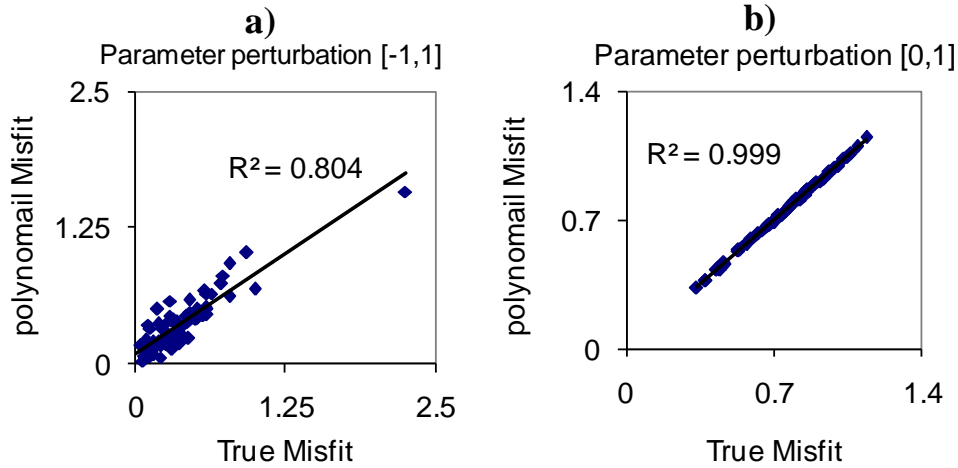 a)
Parameter perturbation [-1,1]
2.5
1.25
0
polynomail Misfit
R² = 0.804
0 1.25 2.5
True Misfit
b)
Parameter perturbation [0,1]
1.4
0.7
0
polynomail Misfit
R² = 0.999
0 0.7 1.4
True Misfit